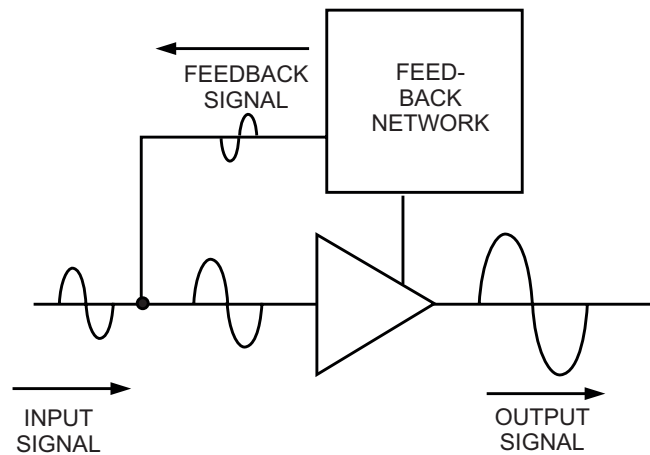 FEEDBACK
SIGNAL
FEED-
BACK
NETWORK
INPUT
SIGNAL
OUTPUT
SIGNAL